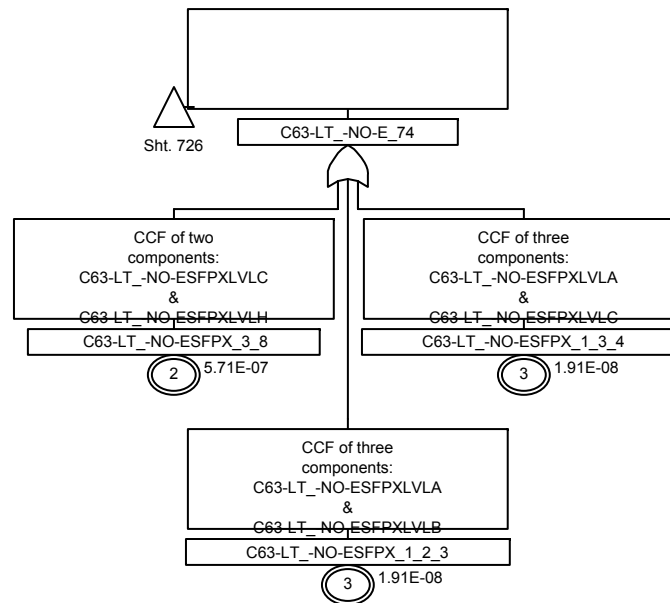 C63-LT_-NO-E_74
Sht. 726
CCF of two
components:
C63-LT_-NO-ESFPXLVLC
&
C63-LT_-NO-ESFPXLVLH
C63-LT_-NO-ESFPX_3_8
2
5.71E-07
CCF of three
components:
C63-LT_-NO-ESFPXLVLA
&
C63-LT_-NO-ESFPXLVLC
C63-LT_-NO-ESFPX_1_3_4
3
1.91E-08
CCF of three
components:
C63-LT_-NO-ESFPXLVLA
&
C63-LT_-NO-ESFPXLVLB
C63-LT_-NO-ESFPX_1_2_3
3
1.91E-08